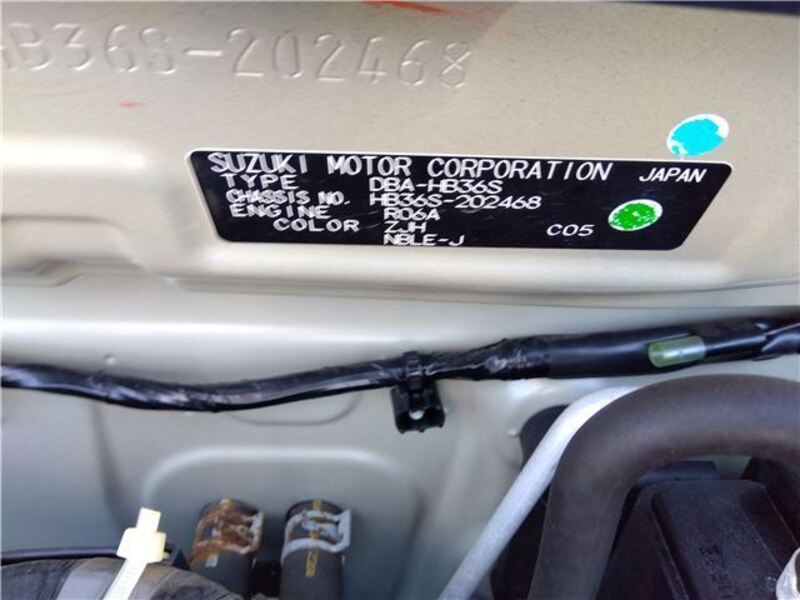 HB36S-202468
SUZUKI MOTOR CORPORATION JAPAN
TYPE DBA-HB36S
CHASSIS NO. HB36S-202468
ENGINE R06A
COLOR ZJH C05
NBLE-J